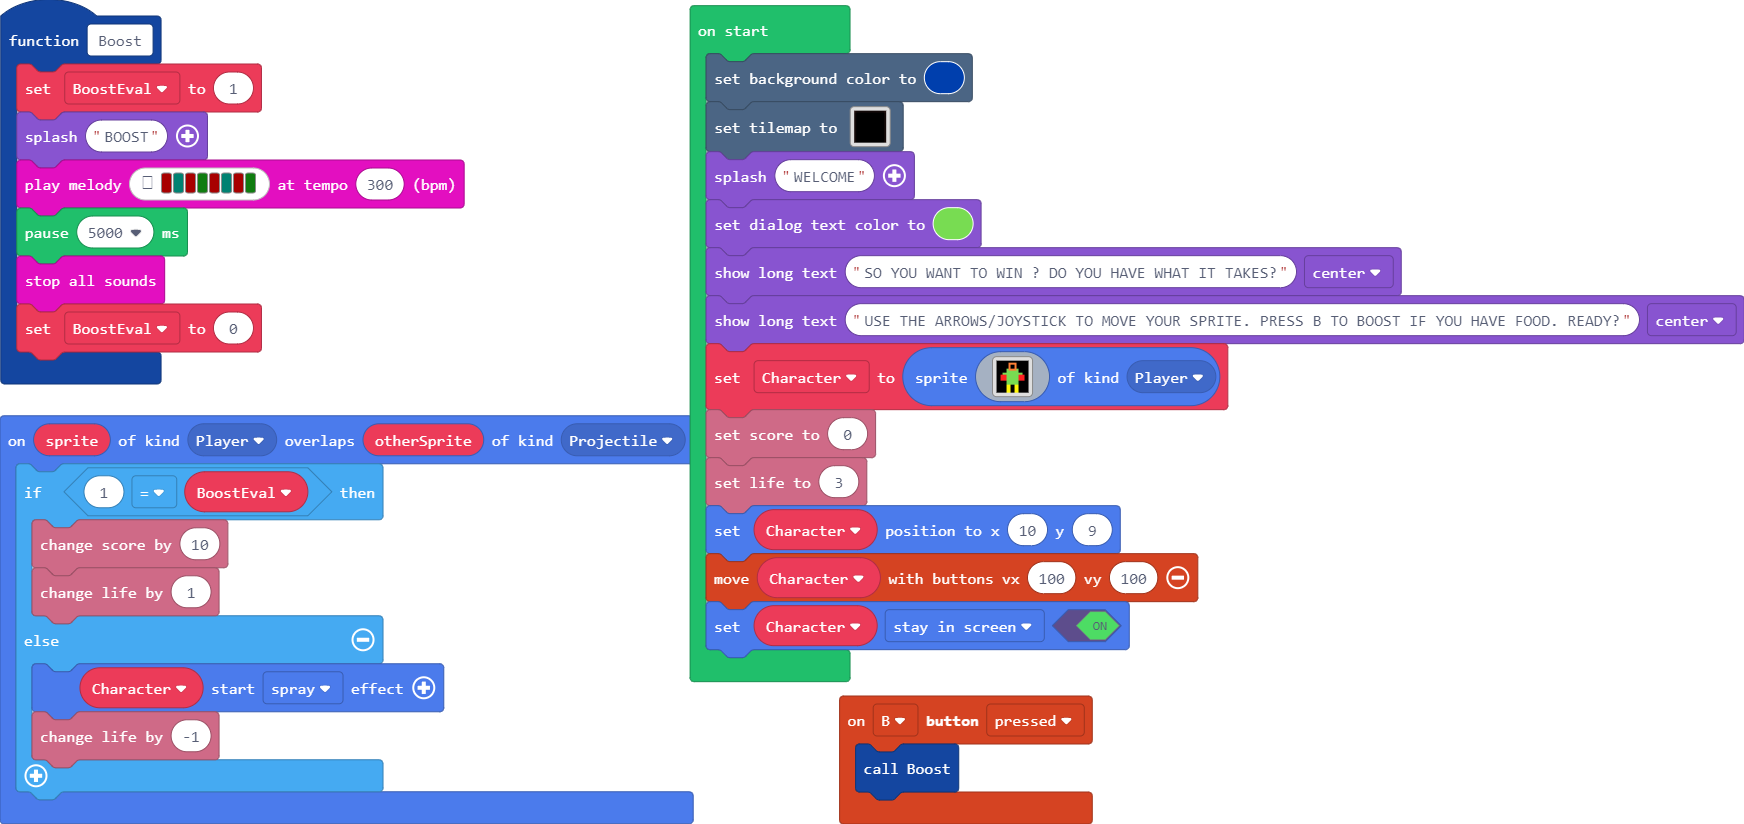 function Boost
set BoostEval to 1
splash "BOOST"
play melody at tempo 300 (bpm)
pause 5000 ms
stop all sounds
set BoostEval to 0
on sprite of kind Player overlaps otherSprite of kind Projectile
if 1 = BoostEval then
change score by 10
change life by 1
else
Character start spray effect
change life by -1
on start
set background color to
set tilemap to
splash "WELCOME"
set dialog text color to
show long text "SO YOU WANT TO WIN ? DO YOU HAVE WHAT IT TAKES?" center
show long text "USE THE ARROWS/JOYSTICK TO MOVE YOUR SPRITE. PRESS B TO BOOST IF YOU HAVE FOOD. READY?" center
set Character to sprite of kind Player
set score to 0
set life to 3
set Character position to x 10 y 9
move Character with buttons vx 100 vy 100
set Character stay in screen ON
on B button pressed
call Boost